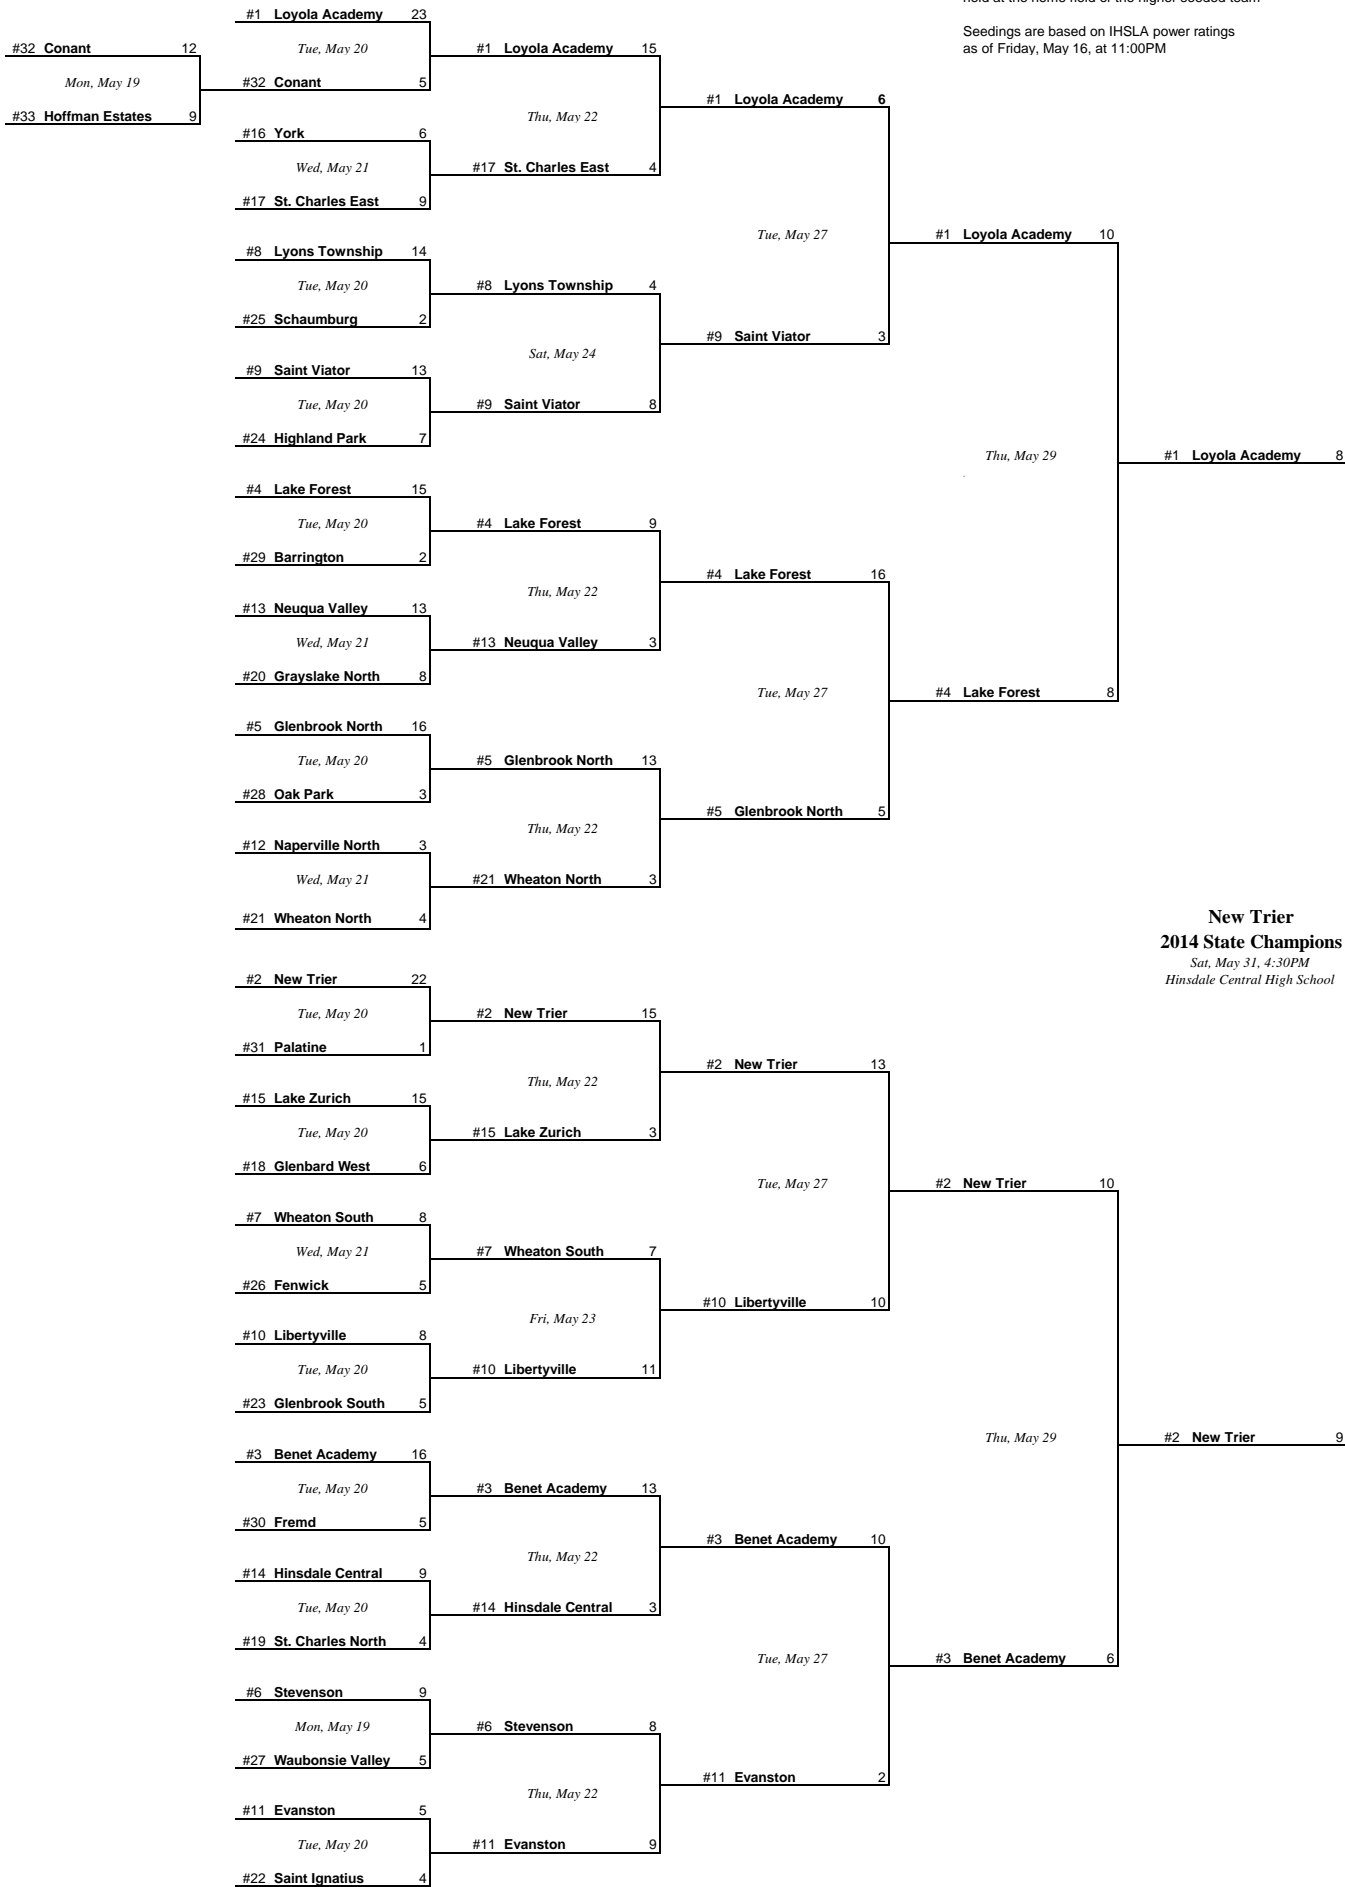 Seedings are based on IHSLA power ratings
as of Friday, May 16, at 11:00PM
#32 Conant 12
Mon, May 19
#33 Hoffman Estates 9
#1 Loyola Academy 23
Tue, May 20
#32 Conant 5
#16 York 6
Wed, May 21
#17 St. Charles East 9
#8 Lyons Township 14
Tue, May 20
#25 Schaumburg 2
#9 Saint Viator 13
Tue, May 20
#24 Highland Park 7
#4 Lake Forest 15
Tue, May 20
#29 Barrington 2
#13 Neuqua Valley 13
Wed, May 21
#20 Grayslake North 8
#5 Glenbrook North 16
Tue, May 20
#28 Oak Park 3
#12 Naperville North 3
Wed, May 21
#21 Wheaton North 4
#2 New Trier 22
Tue, May 20
#31 Palatine 1
#15 Lake Zurich 15
Tue, May 20
#18 Glenbard West 6
#7 Wheaton South 8
Wed, May 21
#26 Fenwick 5
#10 Libertyville 8
Tue, May 20
#23 Glenbrook South 5
#3 Benet Academy 16
Tue, May 20
#30 Fremd 5
#14 Hinsdale Central 9
Tue, May 20
#19 St. Charles North 4
#6 Stevenson 9
Mon, May 19
#27 Waubonsie Valley 5
#11 Evanston 5
Tue, May 20
#22 Saint Ignatius 4
#1 Loyola Academy 15
Thu, May 22
#17 St. Charles East 4
#8 Lyons Township 4
Sat, May 24
#9 Saint Viator 8
#4 Lake Forest 9
Thu, May 22
#13 Neuqua Valley 3
#5 Glenbrook North 13
Thu, May 22
#21 Wheaton North 3
#2 New Trier 15
Thu, May 22
#15 Lake Zurich 3
#7 Wheaton South 7
Fri, May 23
#10 Libertyville 11
#3 Benet Academy 13
Thu, May 22
#14 Hinsdale Central 3
#6 Stevenson 8
Thu, May 22
#11 Evanston 9
#1 Loyola Academy 6
Tue, May 27
#9 Saint Viator 3
#4 Lake Forest 16
Tue, May 27
#5 Glenbrook North 5
#2 New Trier 13
Tue, May 27
#10 Libertyville 10
#3 Benet Academy 10
Tue, May 27
#11 Evanston 2
#1 Loyola Academy 10
Thu, May 29
#4 Lake Forest 8
#2 New Trier 10
Thu, May 29
#3 Benet Academy 6
#1 Loyola Academy 8
New Trier
2014 State Champions
Sat, May 31, 4:30PM
Hinsdale Central High School
#2 New Trier 9